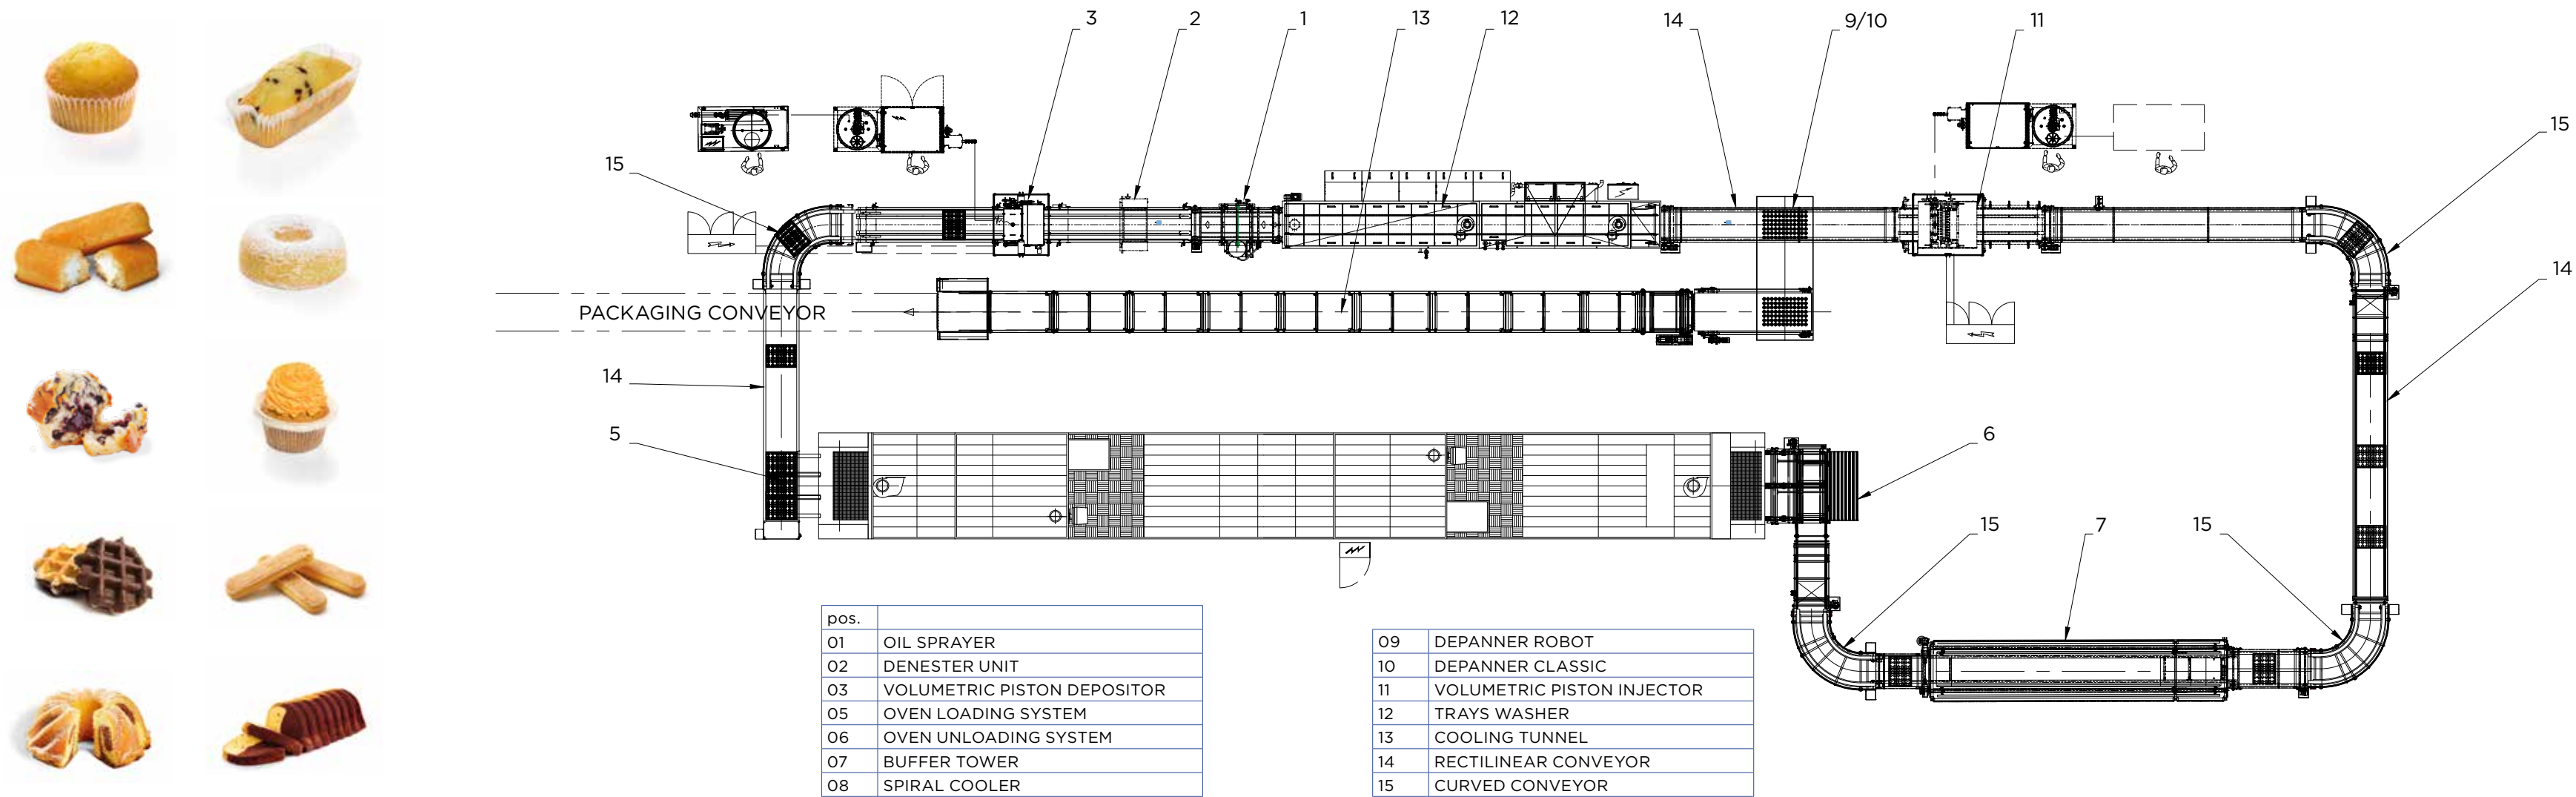 3
2
1
13
12
14
9/10
11
15
15
14
PACKAGING CONVEYOR
14
5
6
15
7
15
pos.
01 OIL SPRAYER
02 DENESTER UNIT
03 VOLUMETRIC PISTON DEPOSITOR
05 OVEN LOADING SYSTEM
06 OVEN UNLOADING SYSTEM
07 BUFFER TOWER
08 SPIRAL COOLER
09 DEPANNER ROBOT
10 DEPANNER CLASSIC
11 VOLUMETRIC PISTON INJECTOR
12 TRAYS WASHER
13 COOLING TUNNEL
14 RECTILINEAR CONVEYOR
15 CURVED CONVEYOR